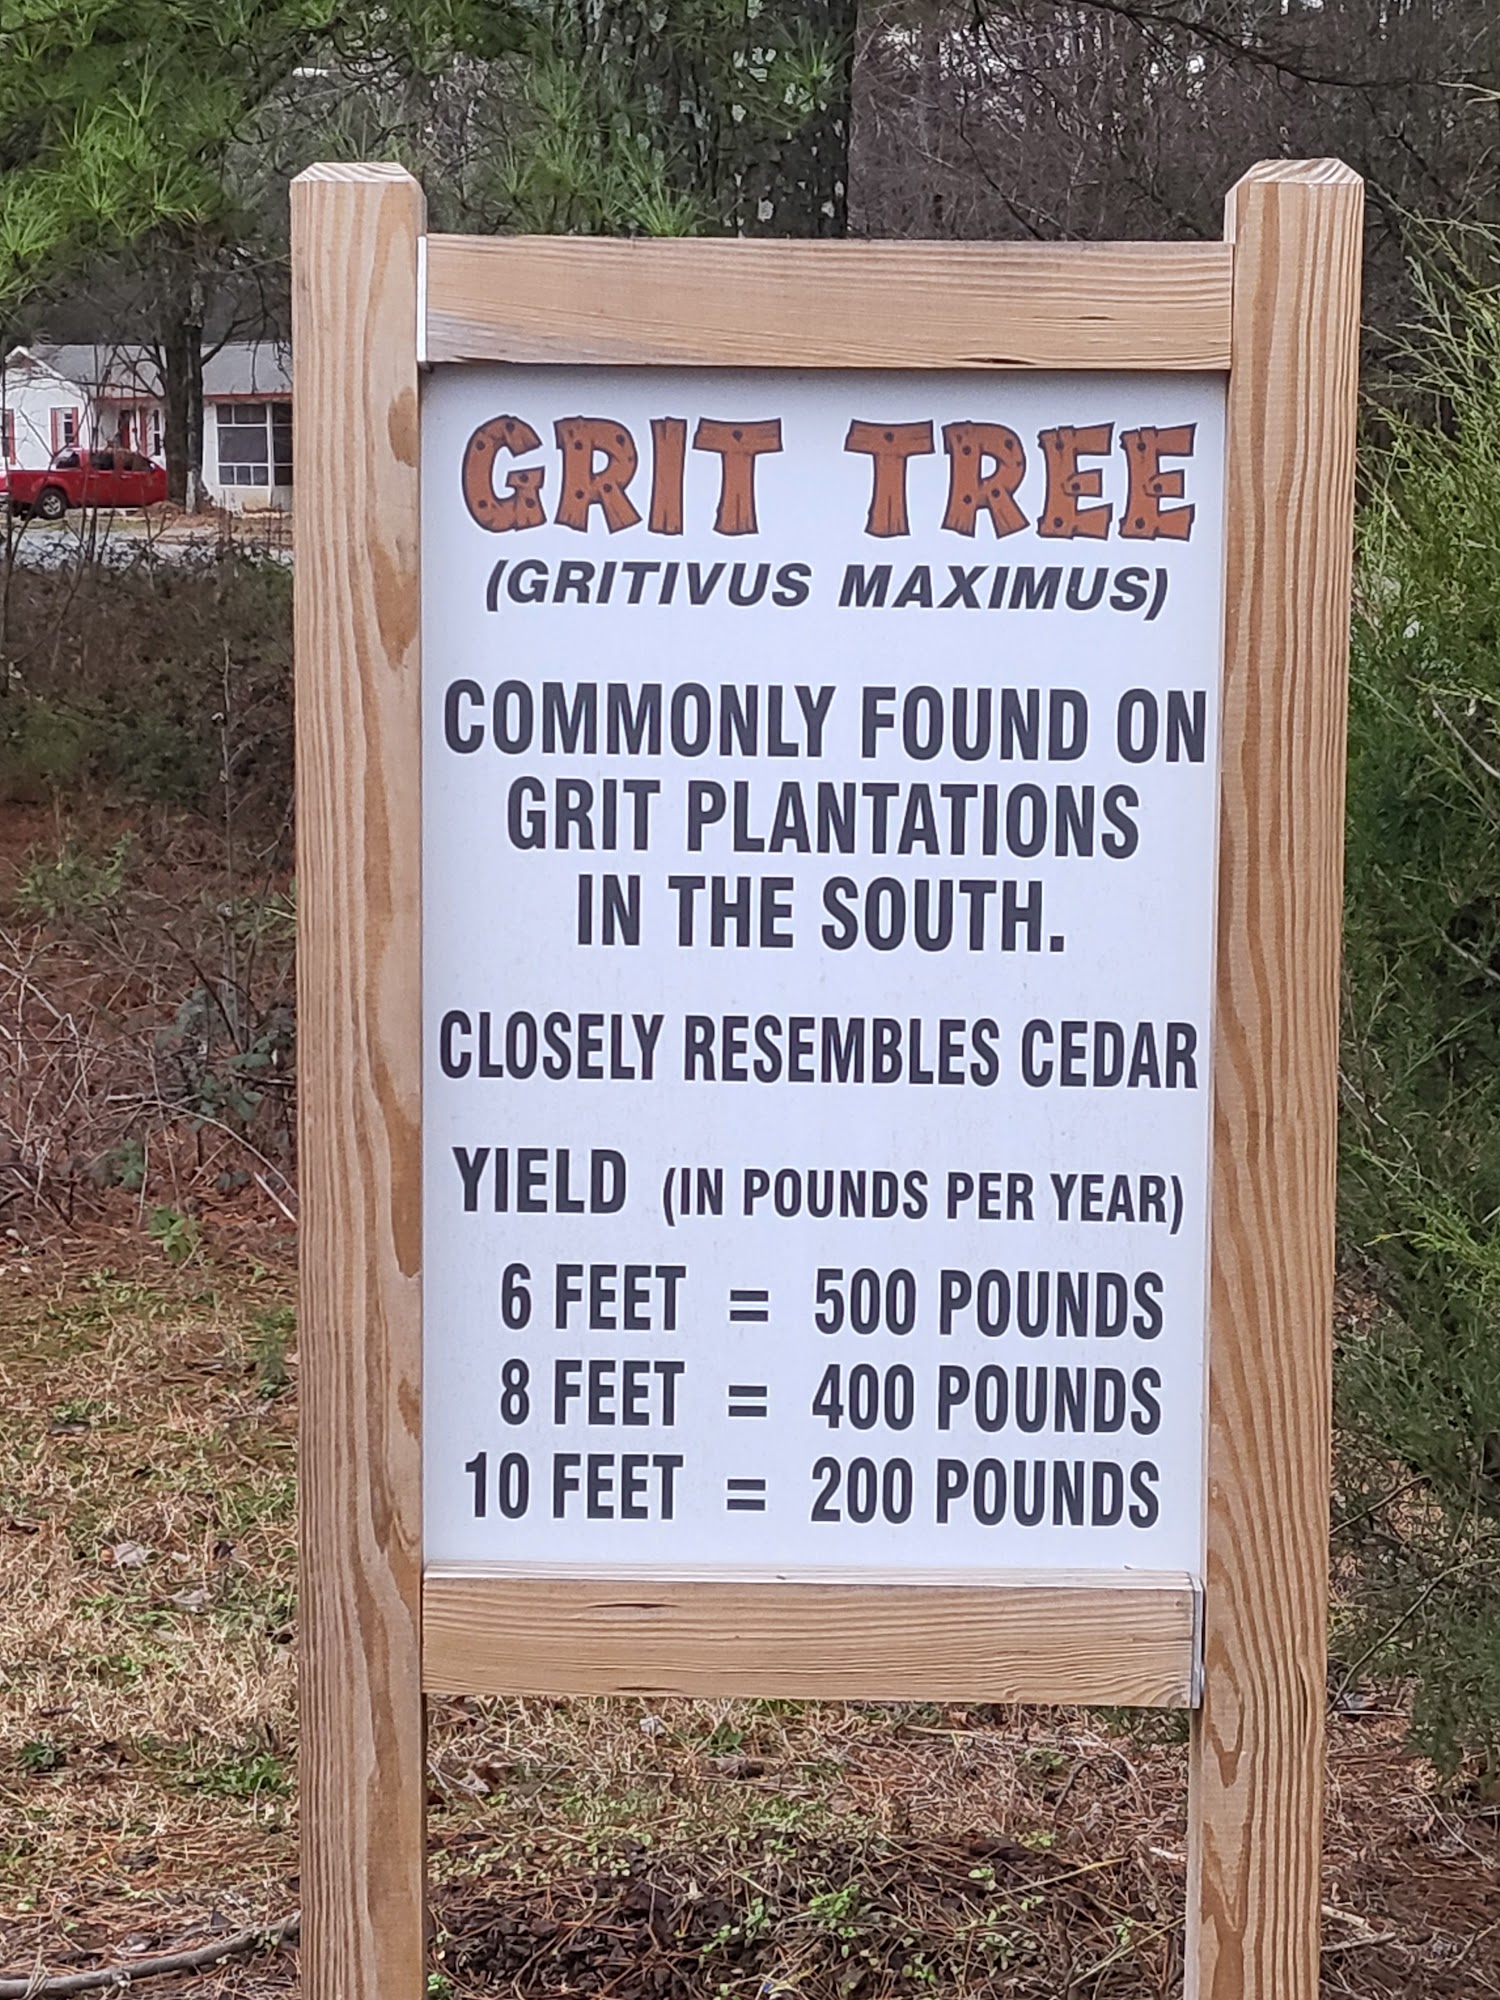 GRIT TREE
(GRITIVUS MAXIMUS)
COMMONLY FOUND ON
GRIT PLANTATIONS
IN THE SOUTH.
CLOSELY RESEMBLES CEDAR
YIELD (IN POUNDS PER YEAR)
6 FEET = 500 POUNDS
8 FEET = 400 POUNDS
10 FEET = 200 POUNDS